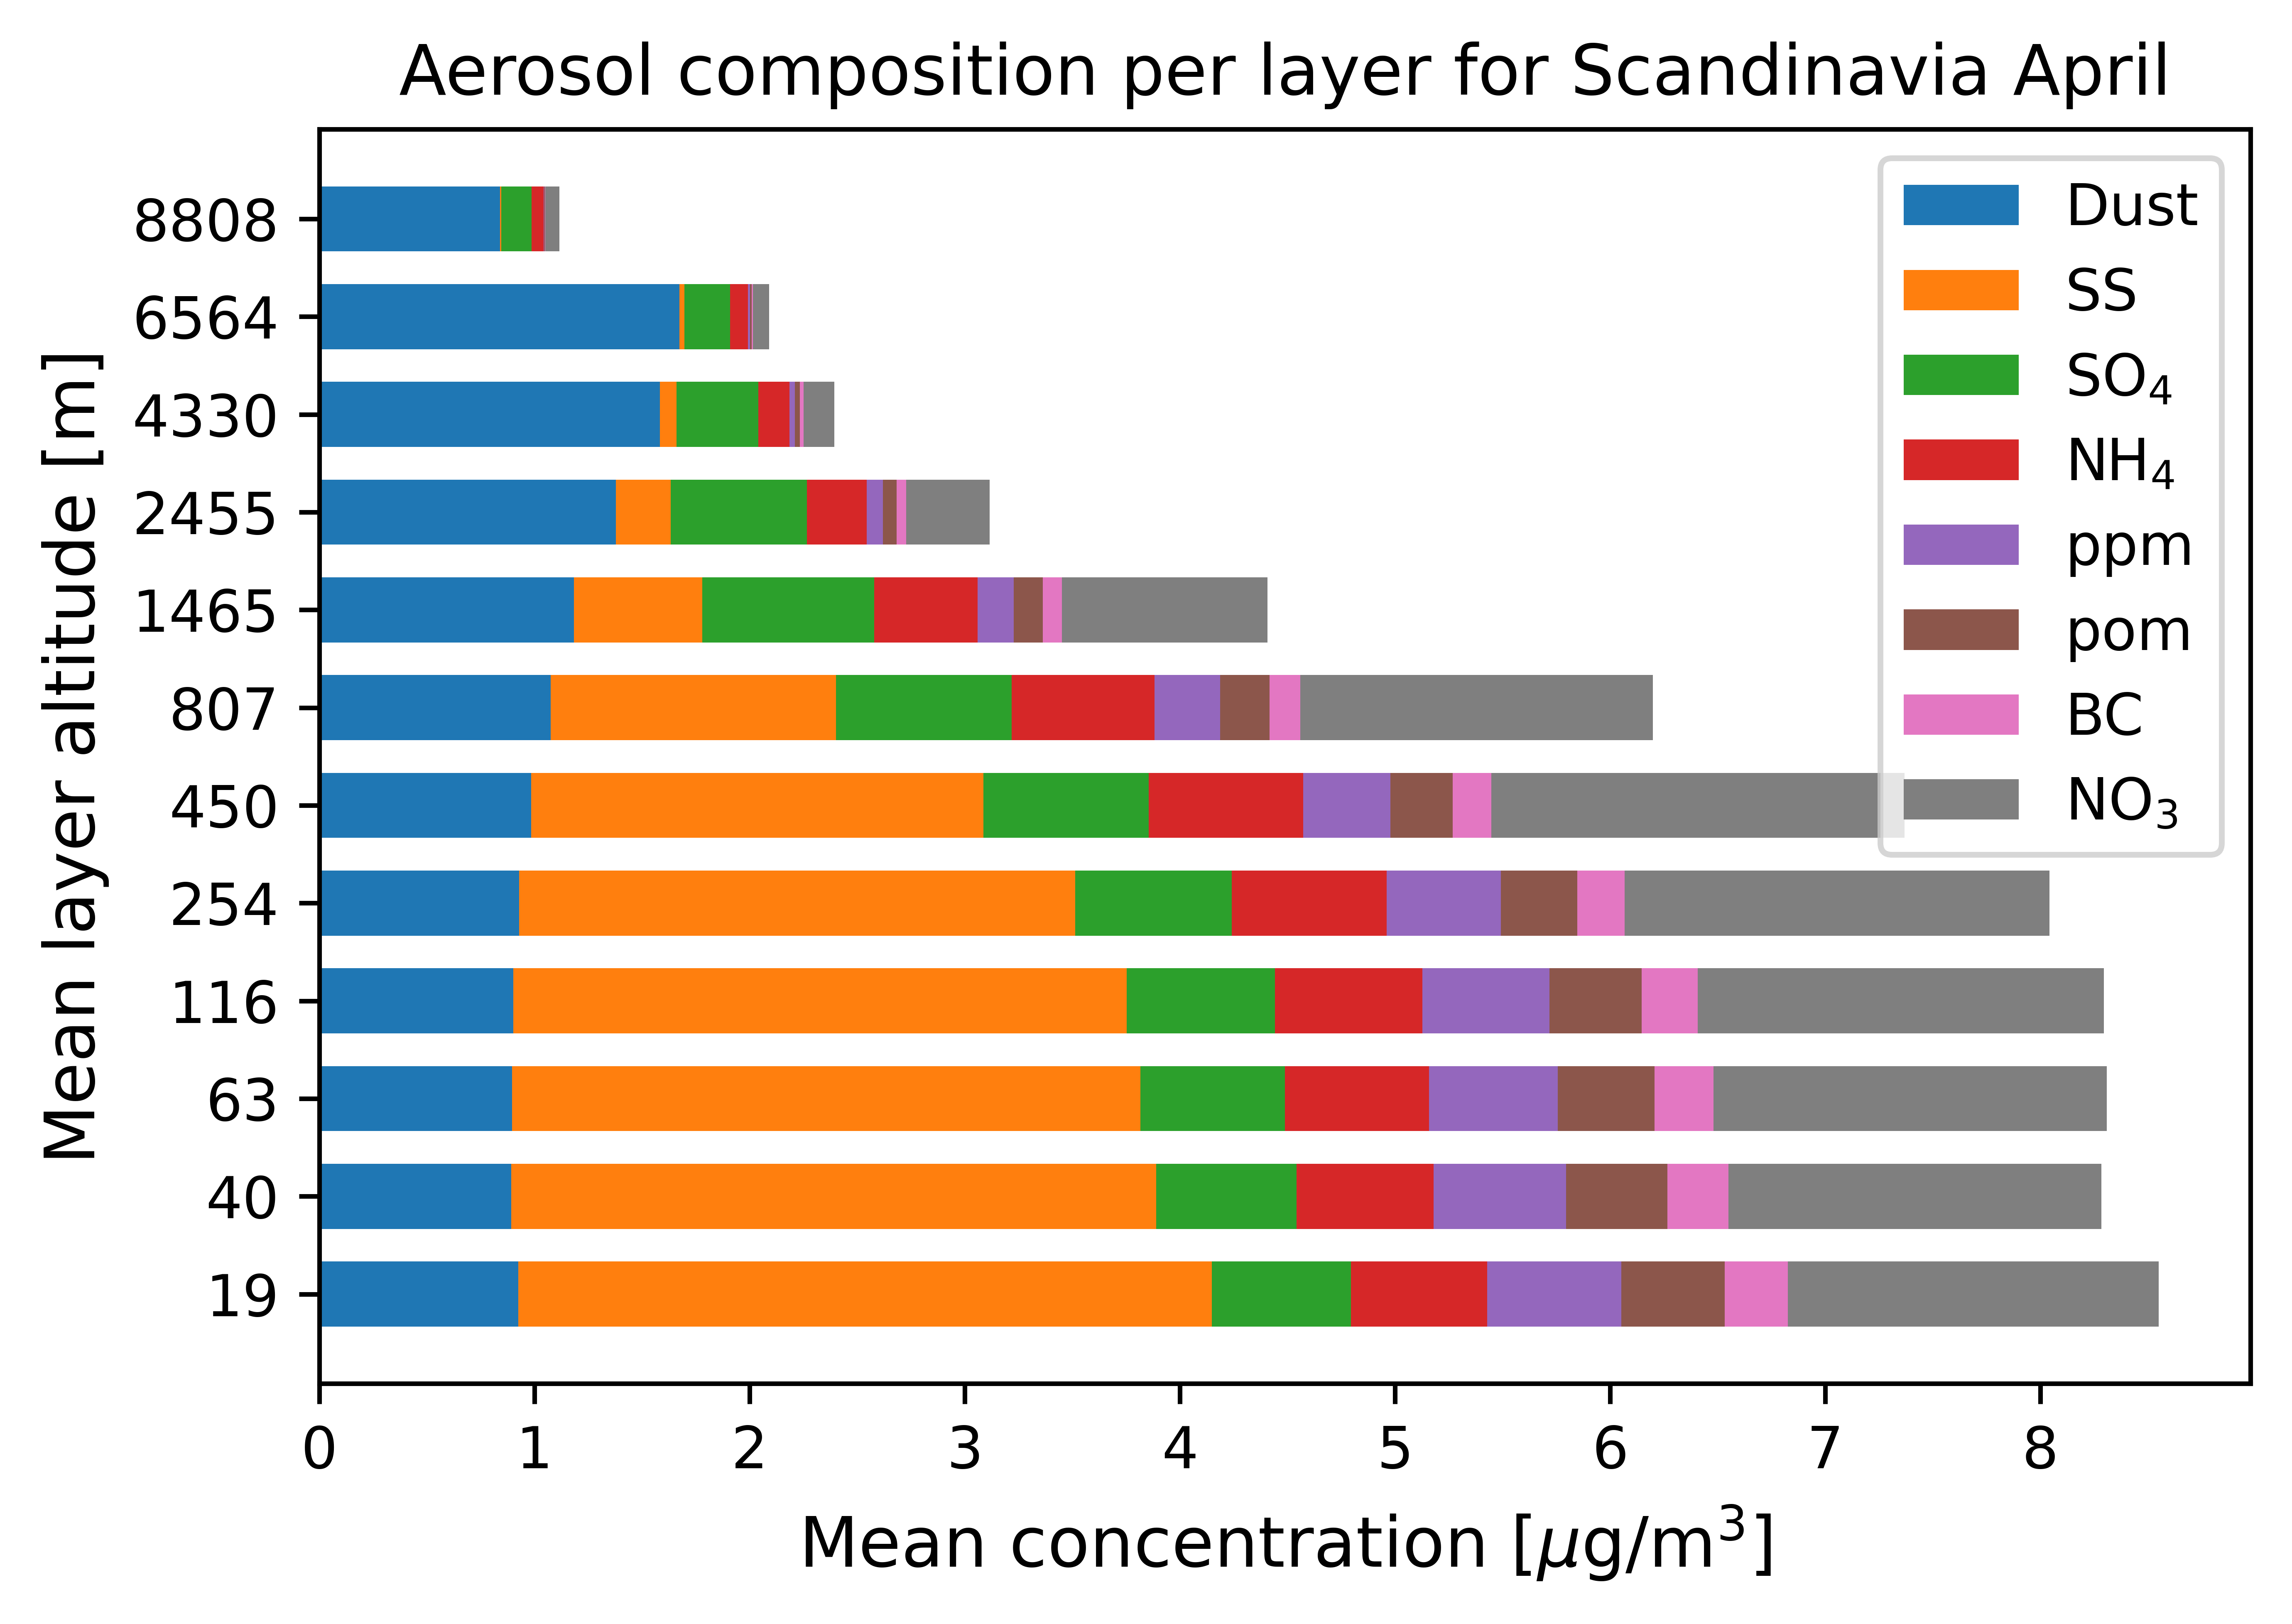 Aerosol composition per layer for Scandinavia April
Mean layer altitude [m]
8808
6564
4330
2455
1465
807
450
254
116
63
40
19
0 1 2 3 4 5 6 7 8
Mean concentration [μg/m³]
Dust
SS
SO₄
NH₄
ppm
pom
BC
NO₃